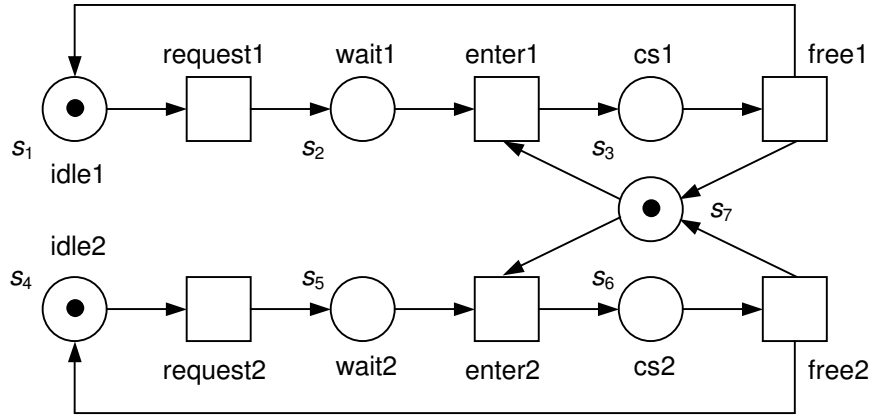 request1 wait1 enter1 cs1 free1
s1 s2 s3
idle1
s7
idle2
s4 s5 s6
request2 wait2 enter2 cs2 free2